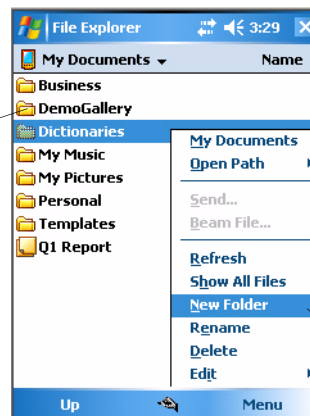 File Explorer 3:29
My Documents Name
Business
DemoGallery
Dictionaries
My Music
My Pictures
Personal
Templates
Q1 Report
My Documents
Open Path
Send...
Beam File...
Refresh
Show All Files
New Folder
Rename
Delete
Edit
Up Menu